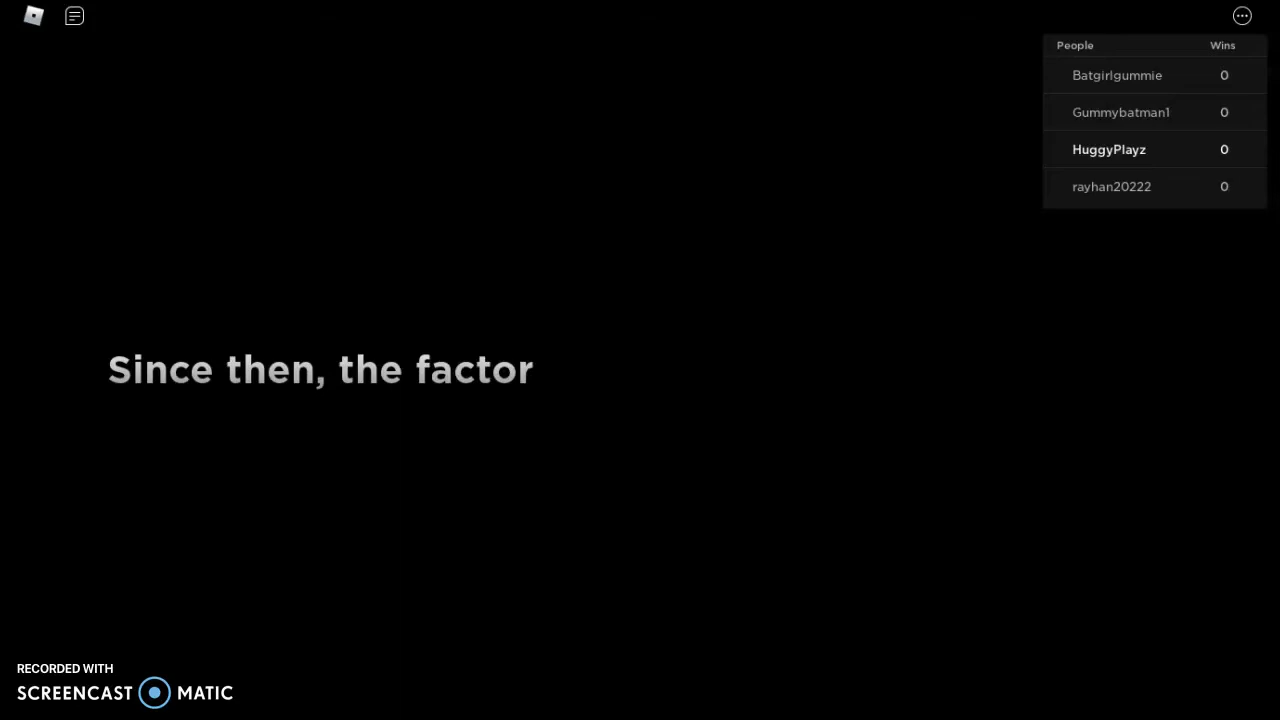 People Wins
Batgirlgummie 0
Gummybatman1 0
HuggyPlayz 0
rayhan20222 0
Since then, the factor
RECORDED WITH
SCREENCAST MATIC